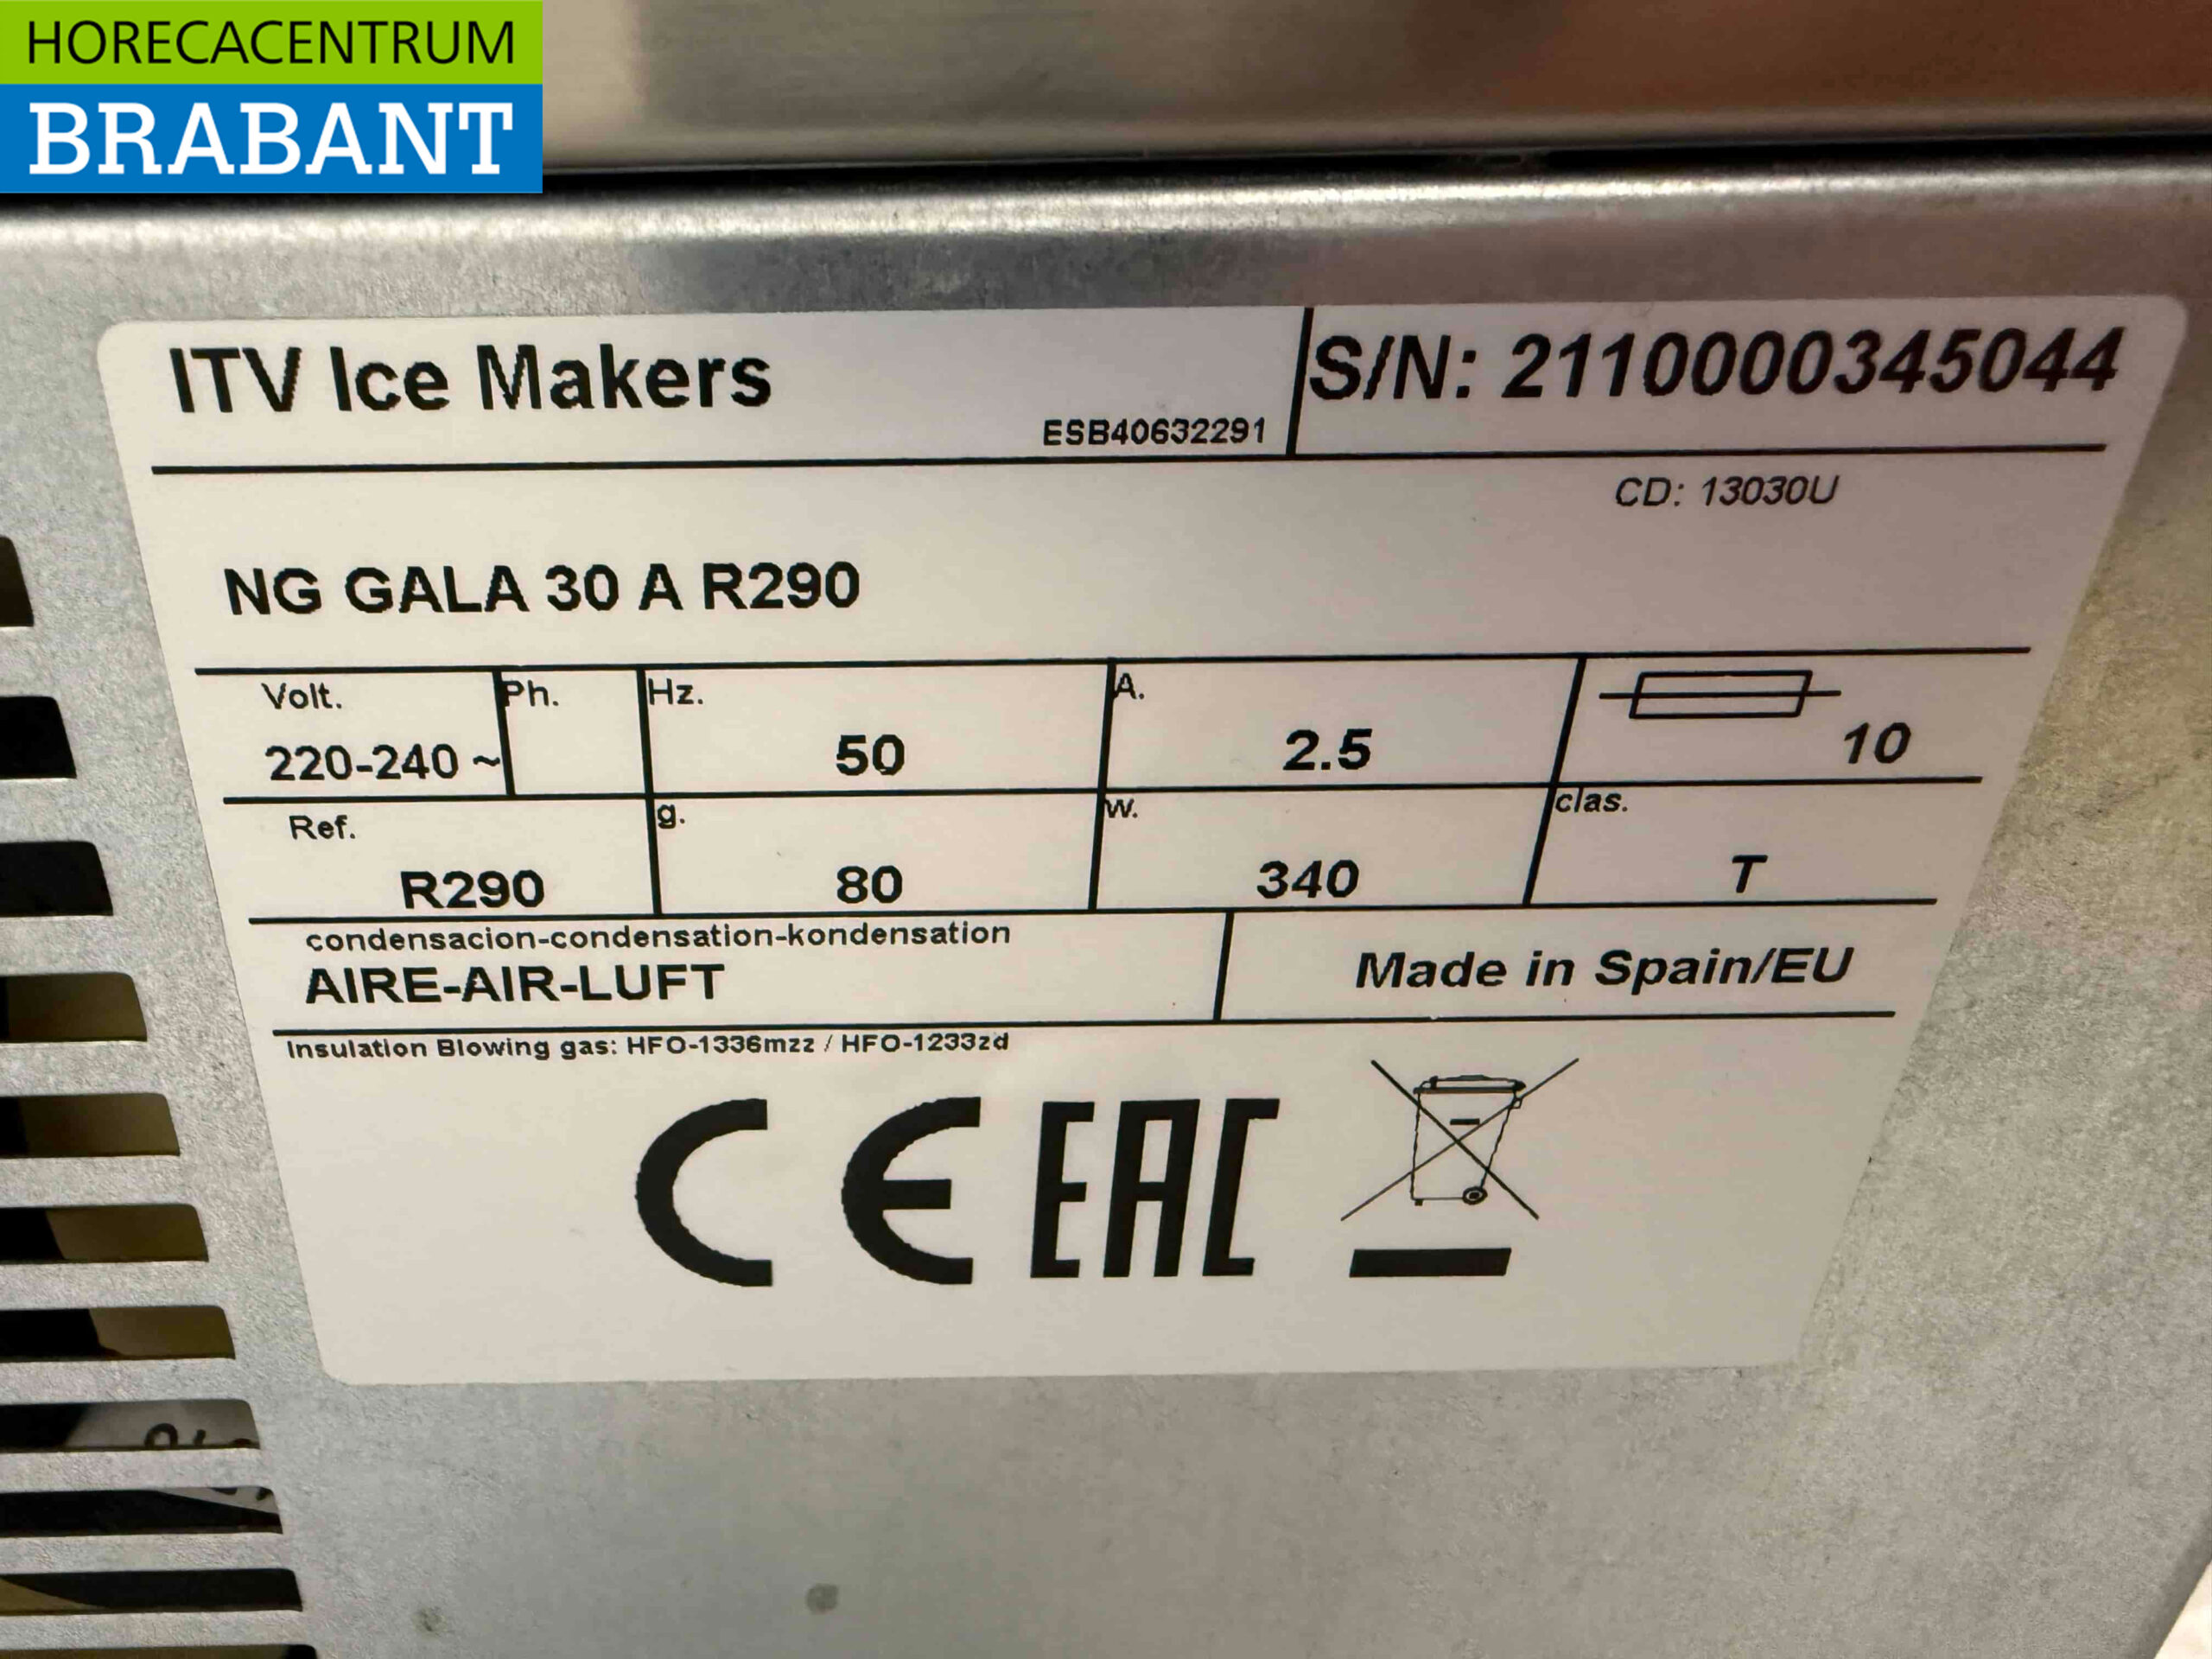 HORECACENTRUM
BRABANT
ITV Ice Makers
ESB40632291
S/N: 2110000345044
CD: 13030U
NG GALA 30 A R290
Volt. Ph. Hz. A.
220-240 ~ 50 2.5 10
Ref. g. w. clas.
R290 80 340 T
condensacion-condensation-kondensation
AIRE-AIR-LUFT
Made in Spain/EU
Insulation Blowing gas: HFO-1336mzz / HFO-1233zd
CE EAC